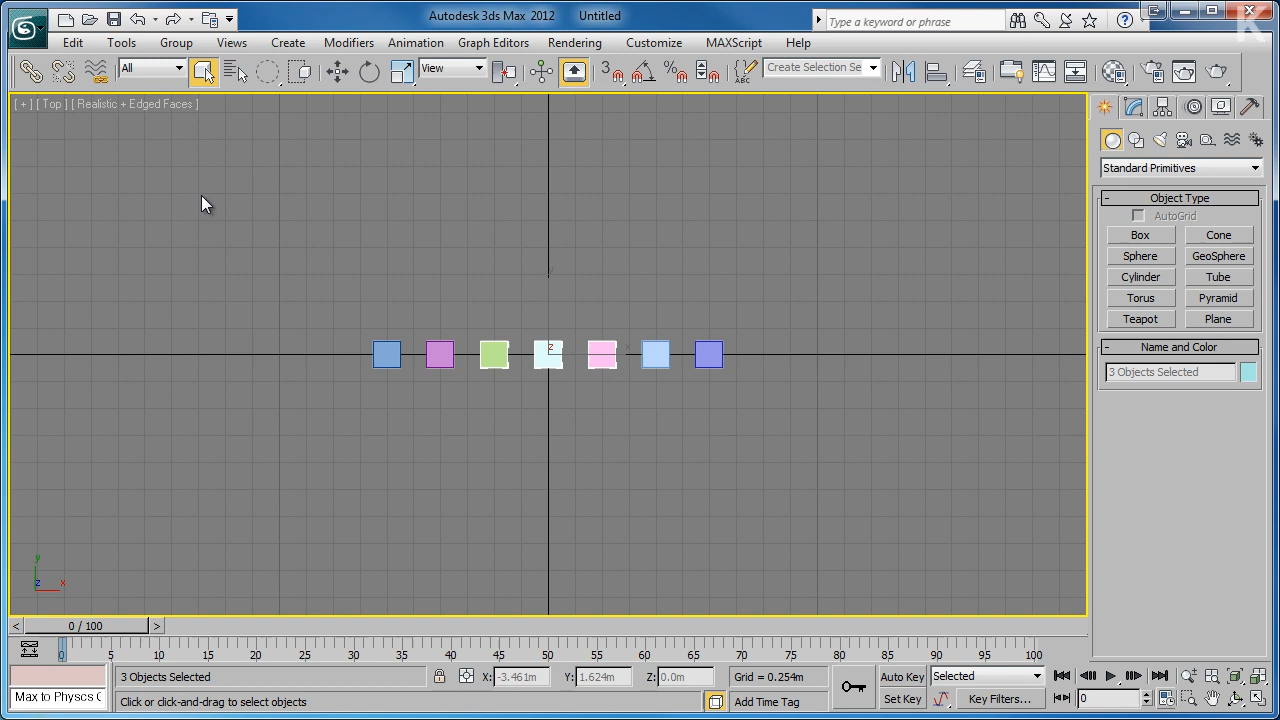 Autodesk 3ds Max 2012 Untitled
Type a keyword or phrase
K
Edit Tools Group Views Create Modifiers Animation Graph Editors Rendering Customize MAXScript Help
All
View
3
ABC
Create Selection Se
[ + ] [ Top ] [ Realistic + Edged Faces ]
Standard Primitives
- Object Type
AutoGrid
Box Cone
Sphere GeoSphere
Cylinder Tube
Torus Pyramid
Teapot Plane
- Name and Color
3 Objects Selected
y
z x
y
z x
< 0 / 100 >
0 5 10 15 20 25 30 35 40 45 50 55 60 65 70 75 80 85 90 95 100
3 Objects Selected X: -3.461m Y: 1.624m Z: 0.0m Grid = 0.254m Auto Key Selected
Max to Physcs C Click or click-and-drag to select objects Add Time Tag Set Key Key Filters... 0